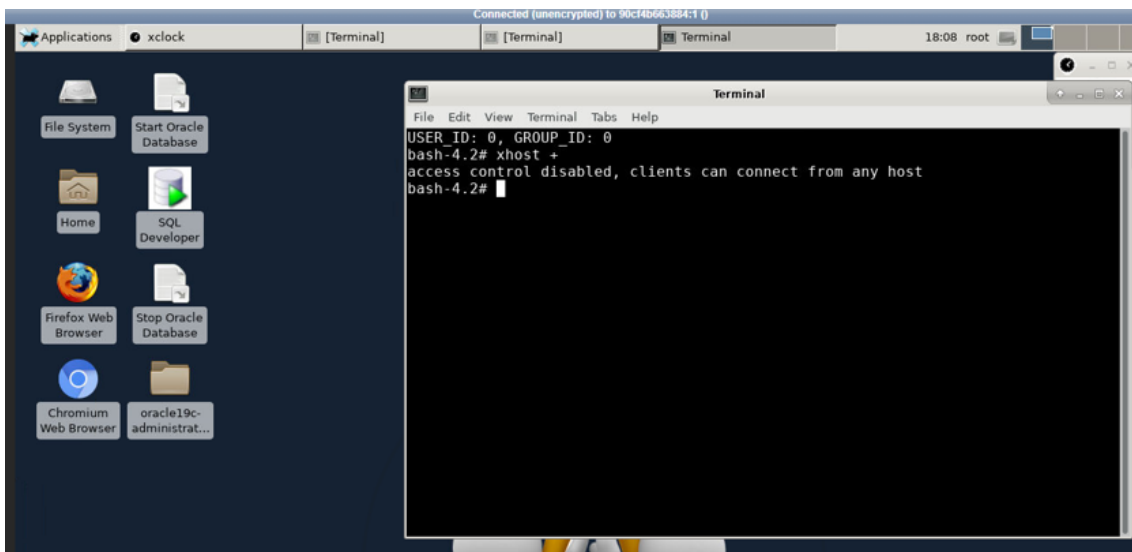 Connected (unencrypted) to 90cf4b663884:1 ()
Applications
xclock
[Terminal]
[Terminal]
Terminal
18:08 root
File System
Start Oracle
Database
Home
SQL
Developer
Firefox Web
Browser
Stop Oracle
Database
Chromium
Web Browser
oracle19c-
administrat...
Terminal
File Edit View Terminal Tabs Help
USER_ID: 0, GROUP_ID: 0
bash-4.2# xhost +
access control disabled, clients can connect from any host
bash-4.2#